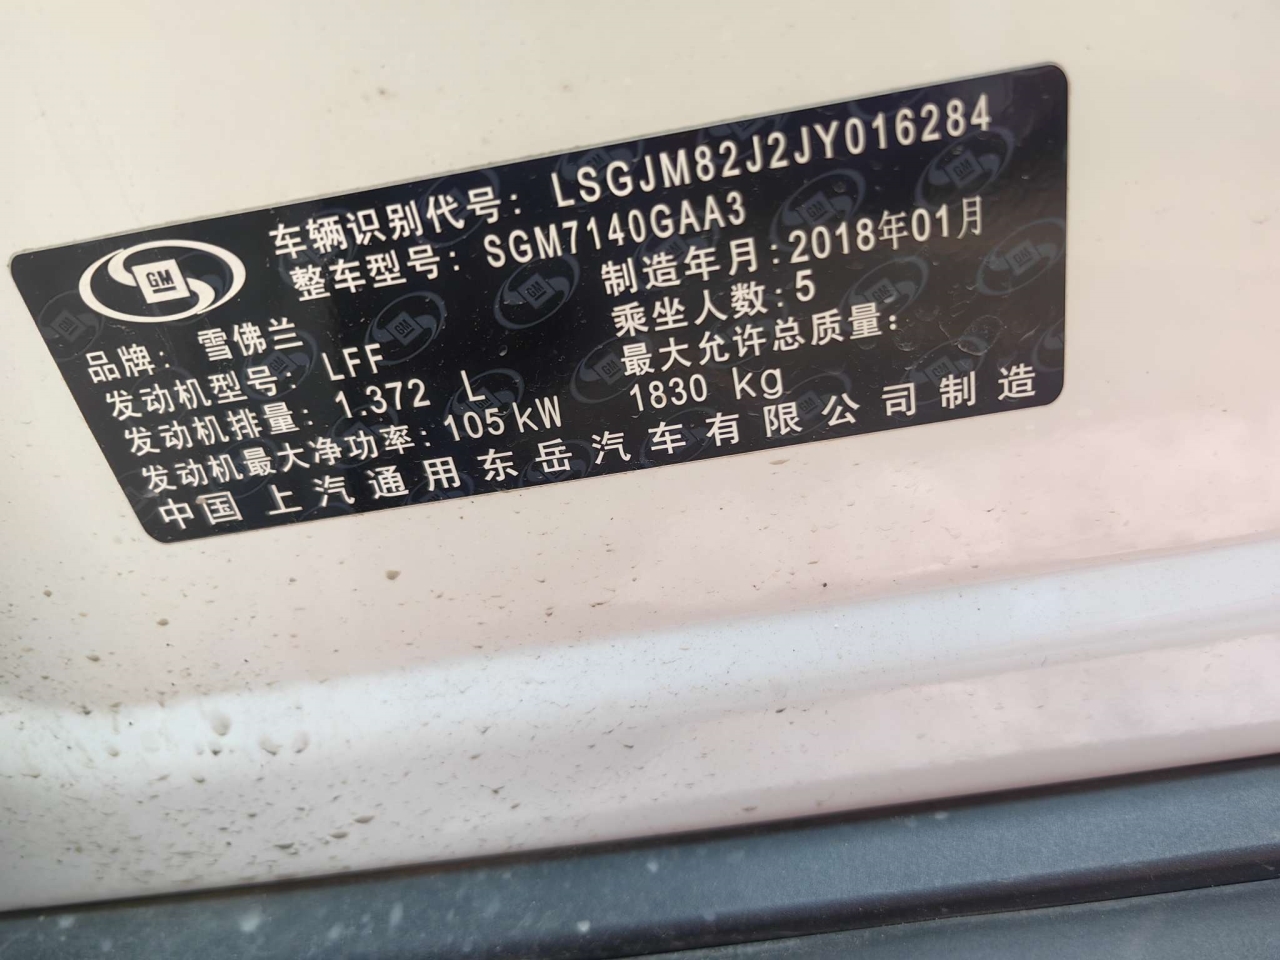 车辆识别代号: LSGJM82J2JY016284
整车型号: SGM7140GAA3
GM
品牌: 雪佛兰
制造年月:2018年01月
发动机型号: LFF
乘坐人数:5
发动机排量: 1.372 L
最大允许总质量:
发动机最大净功率: 105 kW
1830 kg
中国 上汽通用东岳汽车有限公司制造